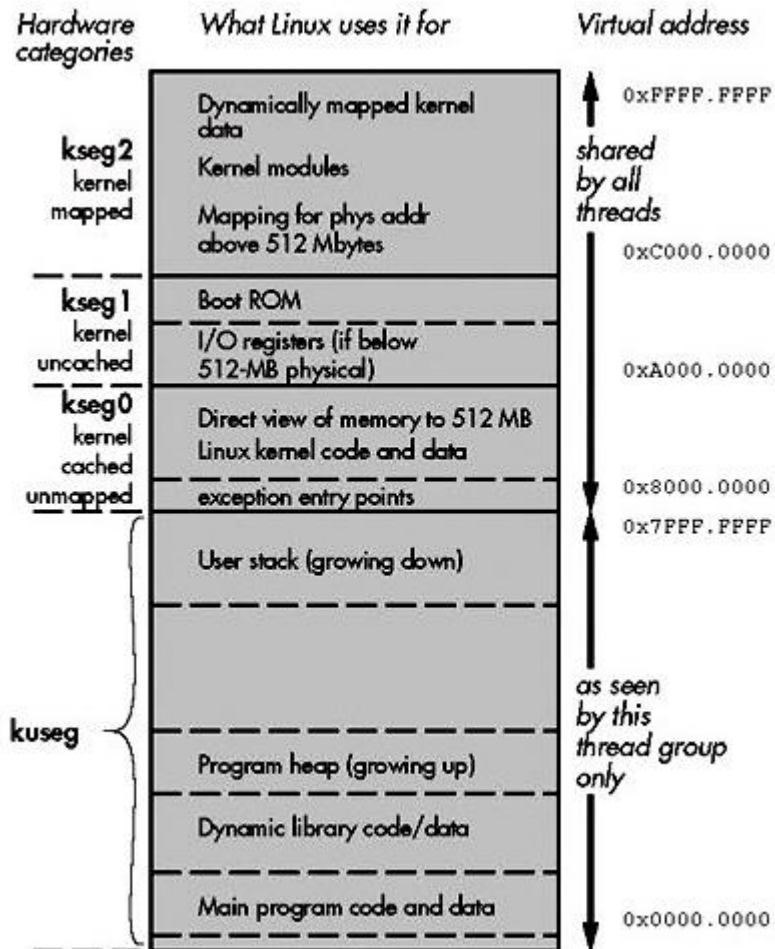 Hardware categories
What Linux uses it for
Virtual address
kseg2
kernel
mapped
Dynamically mapped kernel
data
Kernel modules
Mapping for phys addr
above 512 Mbytes
0xFFFF.FFFF
shared
by all
threads
0xC000.0000
kseg1
kernel
uncached
Boot ROM
I/O registers (if below
512-MB physical)
0xA000.0000
kseg0
kernel
cached
unmapped
Direct view of memory to 512 MB
Linux kernel code and data
exception entry points
0x8000.0000
0x7FFF.FFFF
kuseg
User stack (growing down)
Program heap (growing up)
Dynamic library code/data
Main program code and data
as seen
by this
thread group
only
0x0000.0000